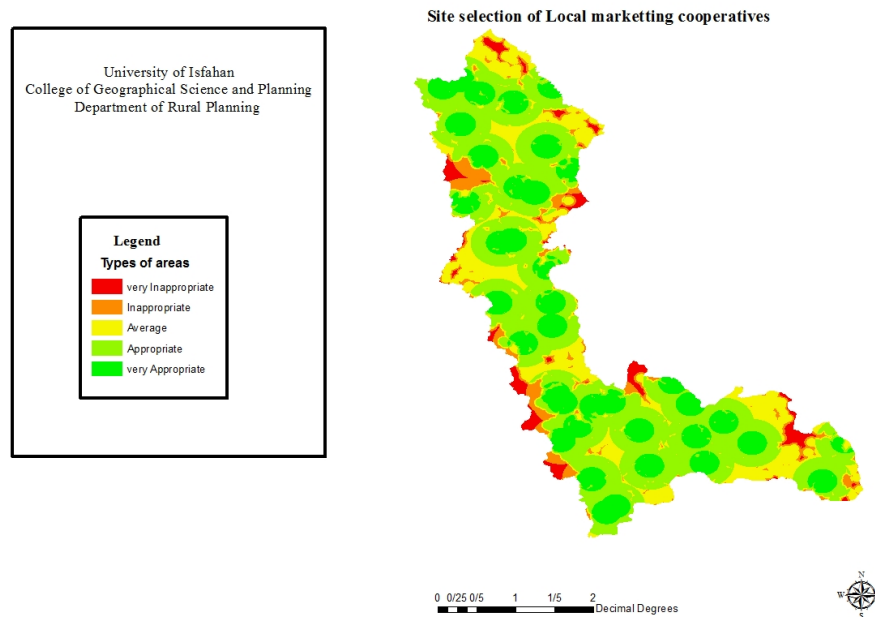 Site selection of Local marketting cooperatives
University of Isfahan
College of Geographical Science and Planning
Department of Rural Planning
Legend
Types of areas
very Inappropriate
Inappropriate
Average
Appropriate
very Appropriate
N
W
S
0 0/25 0/5 1 1/5 2
Decimal Degrees